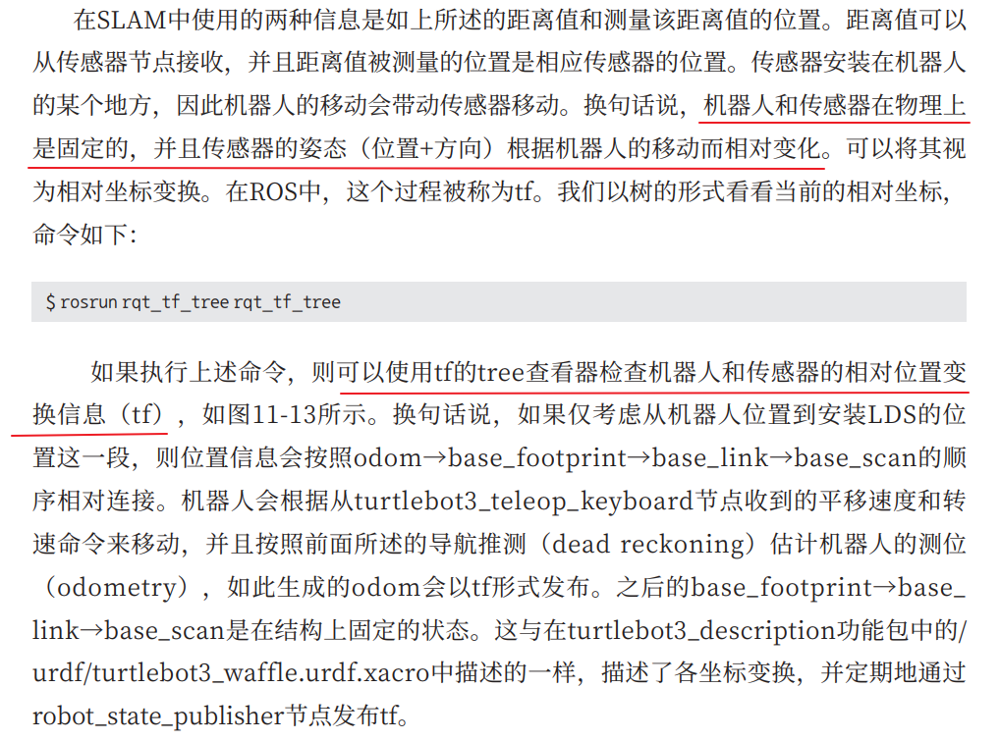 在SLAM中使用的两种信息是如上所述的距离值和测量该距离值的位置。距离值可以
从传感器节点接收，并且距离值被测量的位置是相应传感器的位置。传感器安装在机器人
的某个地方，因此机器人的移动会带动传感器移动。换句话说，机器人和传感器在物理上
是固定的，并且传感器的姿态（位置+方向）根据机器人的移动而相对变化。可以将其视
为相对坐标变换。在ROS中，这个过程被称为tf。我们以树的形式看看当前的相对坐标，
命令如下：
$ rosrun rqt_tf_tree rqt_tf_tree
如果执行上述命令，则可以使用tf的tree查看器检查机器人和传感器的相对位置变
换信息（tf），如图11-13所示。换句话说，如果仅考虑从机器人位置到安装LDS的位
置这一段，则位置信息会按照odom→base_footprint→base_link→base_scan的顺
序相对连接。机器人会根据从turtlebot3_teleop_keyboard节点收到的平移速度和转
速命令来移动，并且按照前面所述的导航推测（dead reckoning）估计机器人的测位
（odometry），如此生成的odom会以tf形式发布。之后的base_footprint→base_
link→base_scan是在结构上固定的状态。这与在turtlebot3_description功能包中的/
urdf/turtlebot3_waffle.urdf.xacro中描述的一样，描述了各坐标变换，并定期地通过
robot_state_publisher节点发布tf。